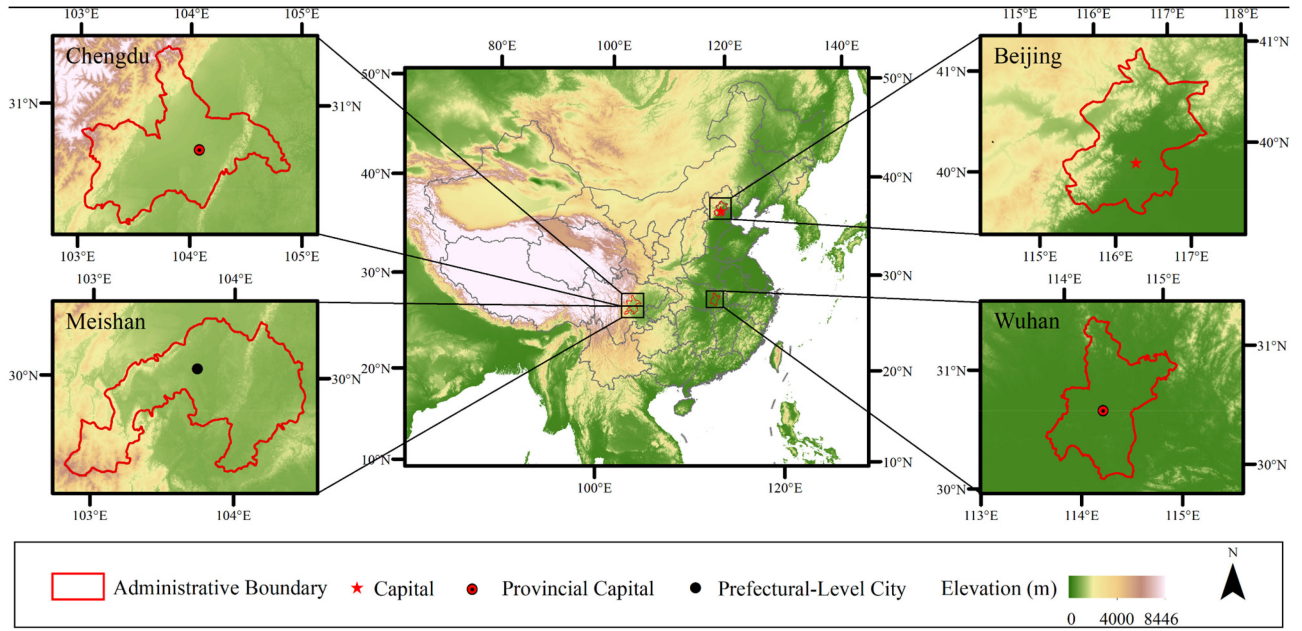 103°E 104°E 105°E
Chengdu
31°N 31°N
103°E 104°E 105°E
103°E 104°E
Meishan
30°N 30°N
103°E 104°E
80°E 100°E 120°E 140°E
50°N 50°N
40°N 40°N
30°N 30°N
20°N 20°N
10°N 10°N
100°E 120°E
115°E 116°E 117°E 118°E
Beijing
41°N 41°N
40°N 40°N
115°E 116°E 117°E
114°E 115°E
Wuhan
31°N 31°N
30°N 30°N
113°E 114°E 115°E
Administrative Boundary Capital Provincial Capital Prefectural-Level City Elevation (m)
0 4000 8446
N